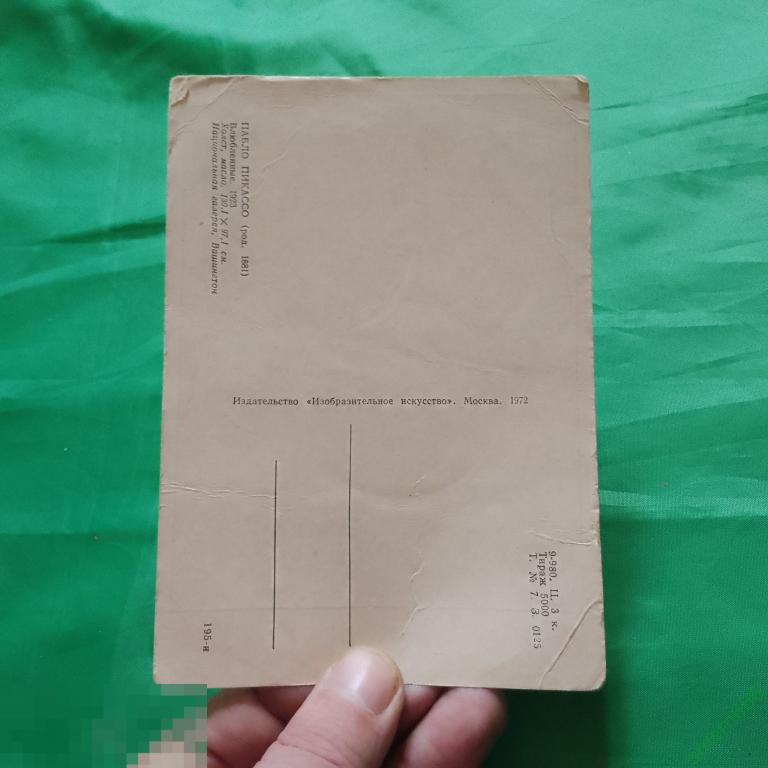 ПАБЛО ПИКАССО (род. 1881)
Влюбленные. 1923
Холст, масло. 130,1 × 97,1 см.
Национальная галерея, Вашингтон
Издательство «Изобразительное искусство». Москва. 1972
9-980. Ц. 3 к.
Тираж 5000
Т. № 7. З. 0125
195-н